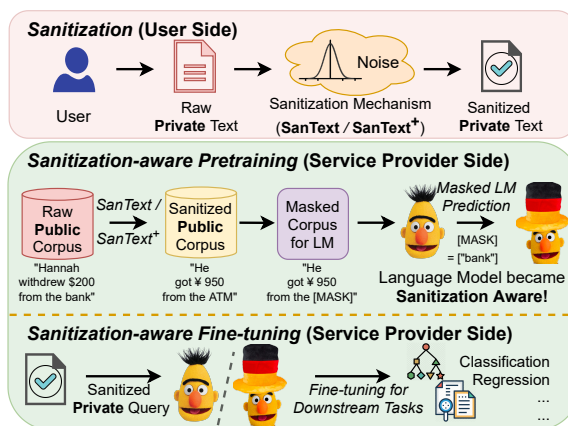 Sanitization (User Side)
Noise
User
Raw
Private Text
Sanitization Mechanism
(SanText / SanText+)
Sanitized
Private Text
Sanitization-aware Pretraining (Service Provider Side)
Raw
Public
Corpus
SanText /
SanText+
Sanitized
Public
Corpus
Masked
Corpus
for LM
Masked LM
Prediction
[MASK]
= ["bank"]
"Hannah
withdrew $200
from the bank"
"He
got ¥ 950
from the ATM"
"He
got ¥ 950
from the [MASK]"
Language Model became
Sanitization Aware!
Sanitization-aware Fine-tuning (Service Provider Side)
Sanitized
Private Query
Fine-tuning for
Downstream Tasks
Classification
Regression
...
...